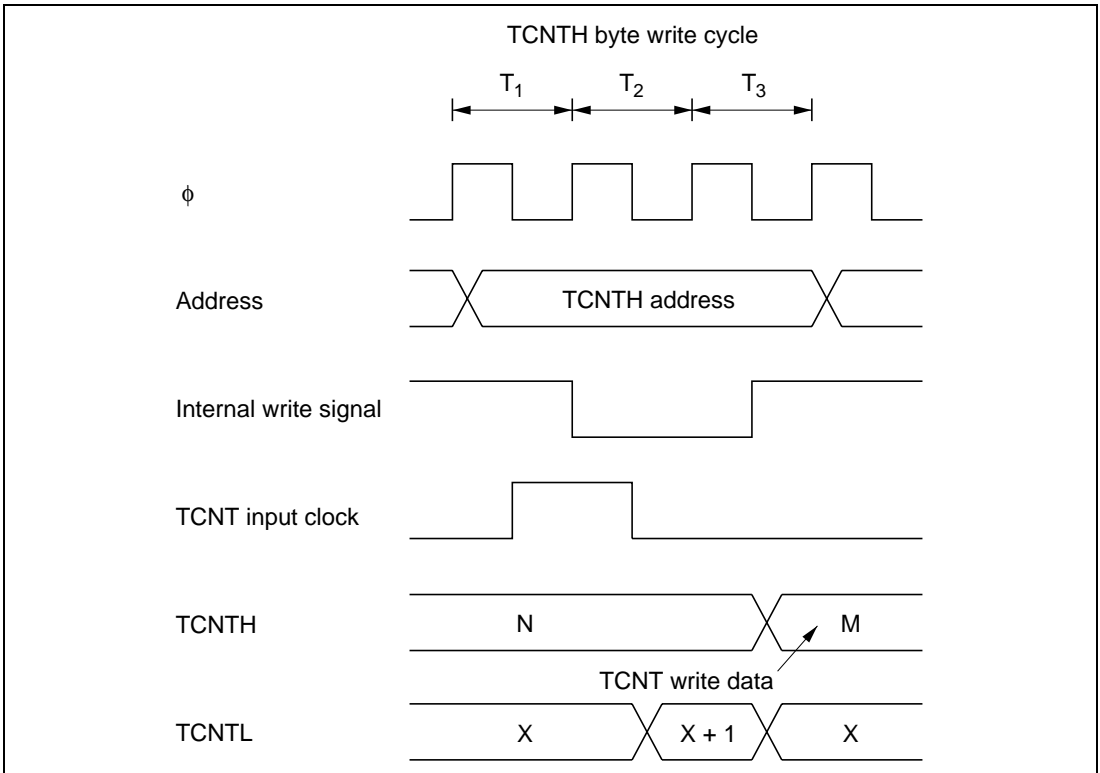 TCNTH byte write cycle
T1 T2 T3
φ
Address
TCNTH address
Internal write signal
TCNT input clock
TCNTH
N
M
TCNT write data
TCNTL
X
X + 1
X